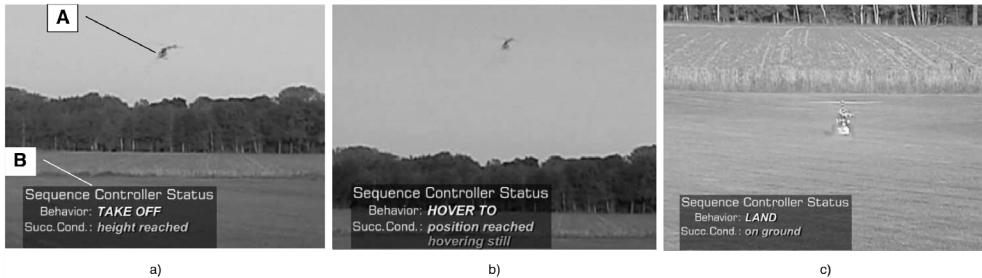 A
B
Sequence Controller Status
Behavior: TAKE OFF
Succ.Cond.: height reached
a)
Sequence Controller Status
Behavior: HOVER TO
Succ.Cond.: position reached
hovering still
b)
Sequence Controller Status
Behavior: LAND
Succ.Cond.: on ground
c)